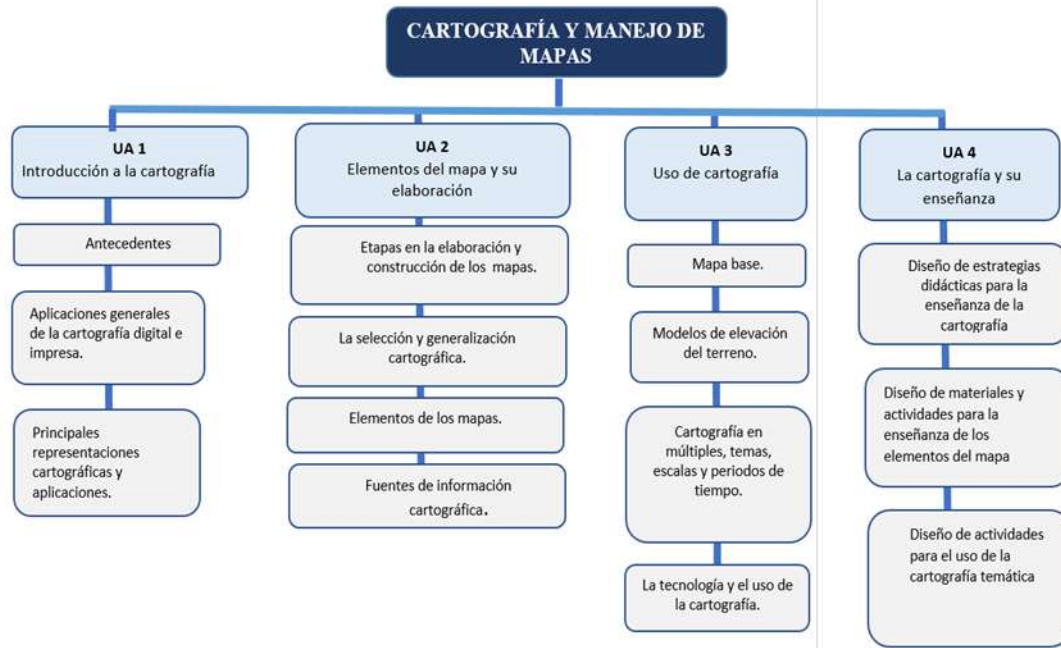 CARTOGRAFÍA Y MANEJO DE
MAPAS
UA 1
Introducción a la cartografía
Antecedentes
Aplicaciones generales
de la cartografía digital e
impresa.
Principales
representaciones
cartográficas y
aplicaciones.
UA 2
Elementos del mapa y su
elaboración
Etapas en la elaboración y
construcción de los mapas.
La selección y generalización
cartográfica.
Elementos de los mapas.
Fuentes de información
cartográfica.
UA 3
Uso de cartografía
Mapa base.
Modelos de elevación
del terreno.
Cartografía en
múltiples, temas,
escalas y periodos de
tiempo.
La tecnología y el uso de
la cartografía.
UA 4
La cartografía y su
enseñanza
Diseño de estrategias
didácticas para la
enseñanza de la
cartografía
Diseño de materiales y
actividades para la
enseñanza de los
elementos del mapa
Diseño de actividades
para el uso de la
cartografía temática